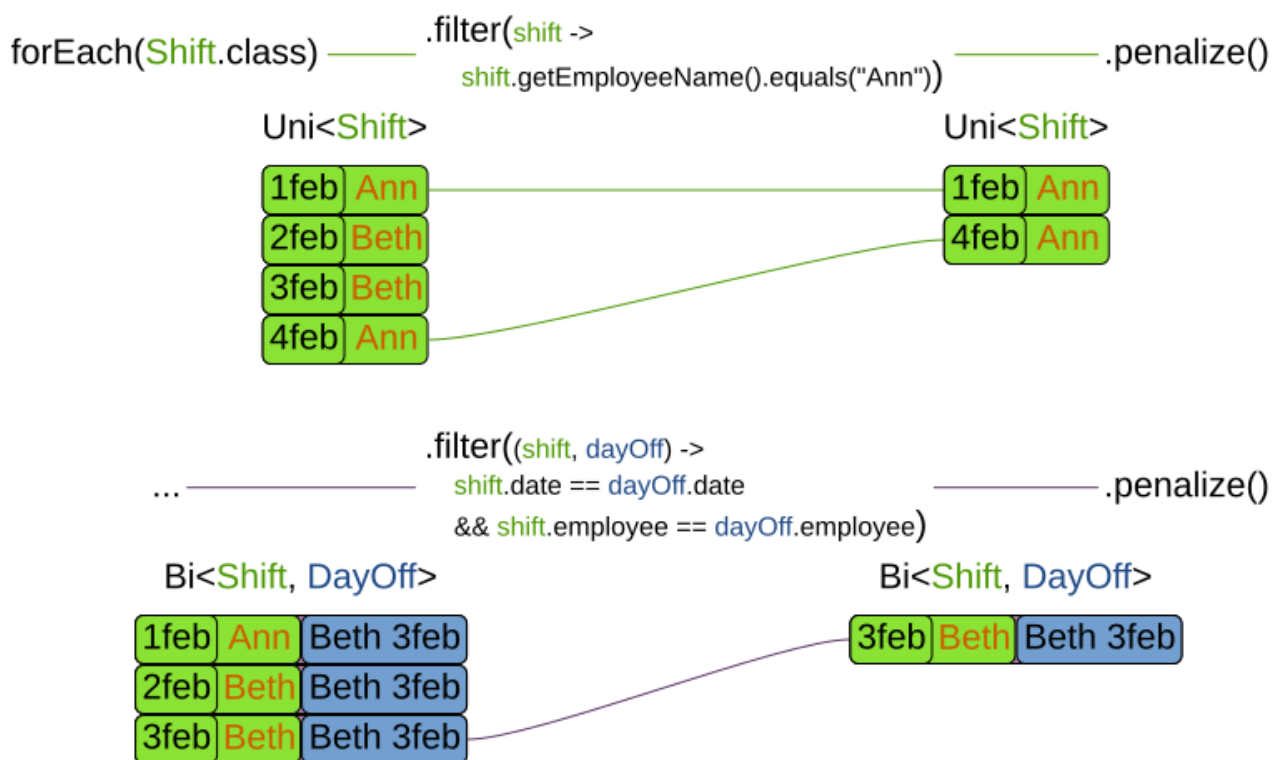 forEach(Shift.class)
.filter(shift ->
shift.getEmployeeName().equals("Ann"))
.penalize()
Uni<Shift>
Uni<Shift>
1feb Ann
1feb Ann
2feb Beth
4feb Ann
3feb Beth
4feb Ann
.filter((shift, dayOff) ->
... shift.date == dayOff.date
.penalize()
&& shift.employee == dayOff.employee)
Bi<Shift, DayOff>
Bi<Shift, DayOff>
1feb Ann Beth 3feb
3feb Beth Beth 3feb
2feb Beth Beth 3feb
3feb Beth Beth 3feb